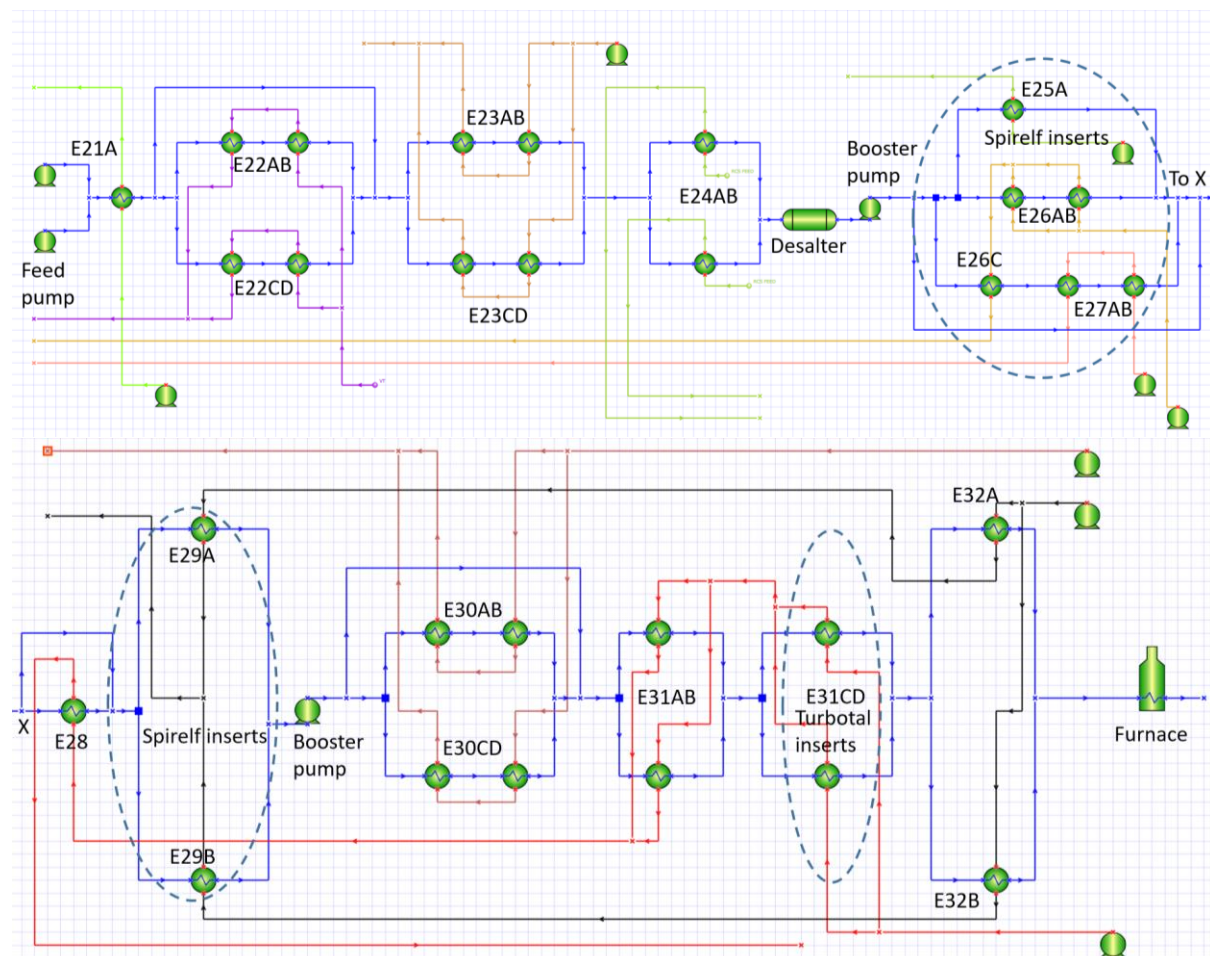 E21A
Feed
pump
E22AB
E22CD
E23AB
E23CD
E24AB
Desalter
Booster
pump
E25A
Spirelf inserts
E26AB
E26C
E27AB
To X
X
E28
E29A
Spirelf inserts
E29B
Booster
pump
E30AB
E30CD
E31AB
E31CD
Turbotal
inserts
E32A
E32B
Furnace